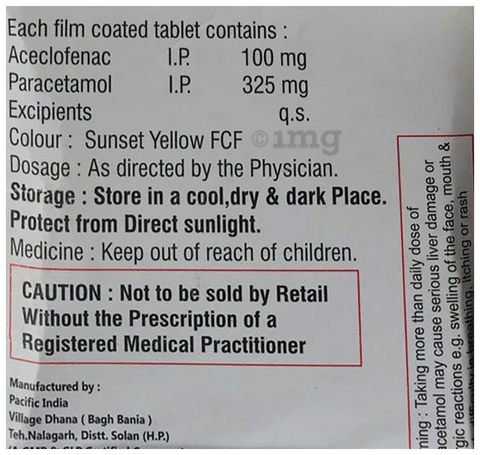 Each film coated tablet contains :
Aceclofenac I.P. 100 mg
Paracetamol I.P. 325 mg
Excipients q.s.
Colour : Sunset Yellow FCF
©1mg
Dosage : As directed by the Physician.
Storage : Store in a cool,dry & dark Place.
Protect from Direct sunlight.
Medicine : Keep out of reach of children.
CAUTION : Not to be sold by Retail
Without the Prescription of a
Registered Medical Practitioner
Manufactured by :
Pacific India
Village Dhana ( Bagh Bania )
Teh.Nalagarh, Distt. Solan (H.P.)
ning : Taking more than daily dose of
acetamol may cause serious liver damage or
rgic reactions e.g. swelling of the face, mouth &
itching or rash